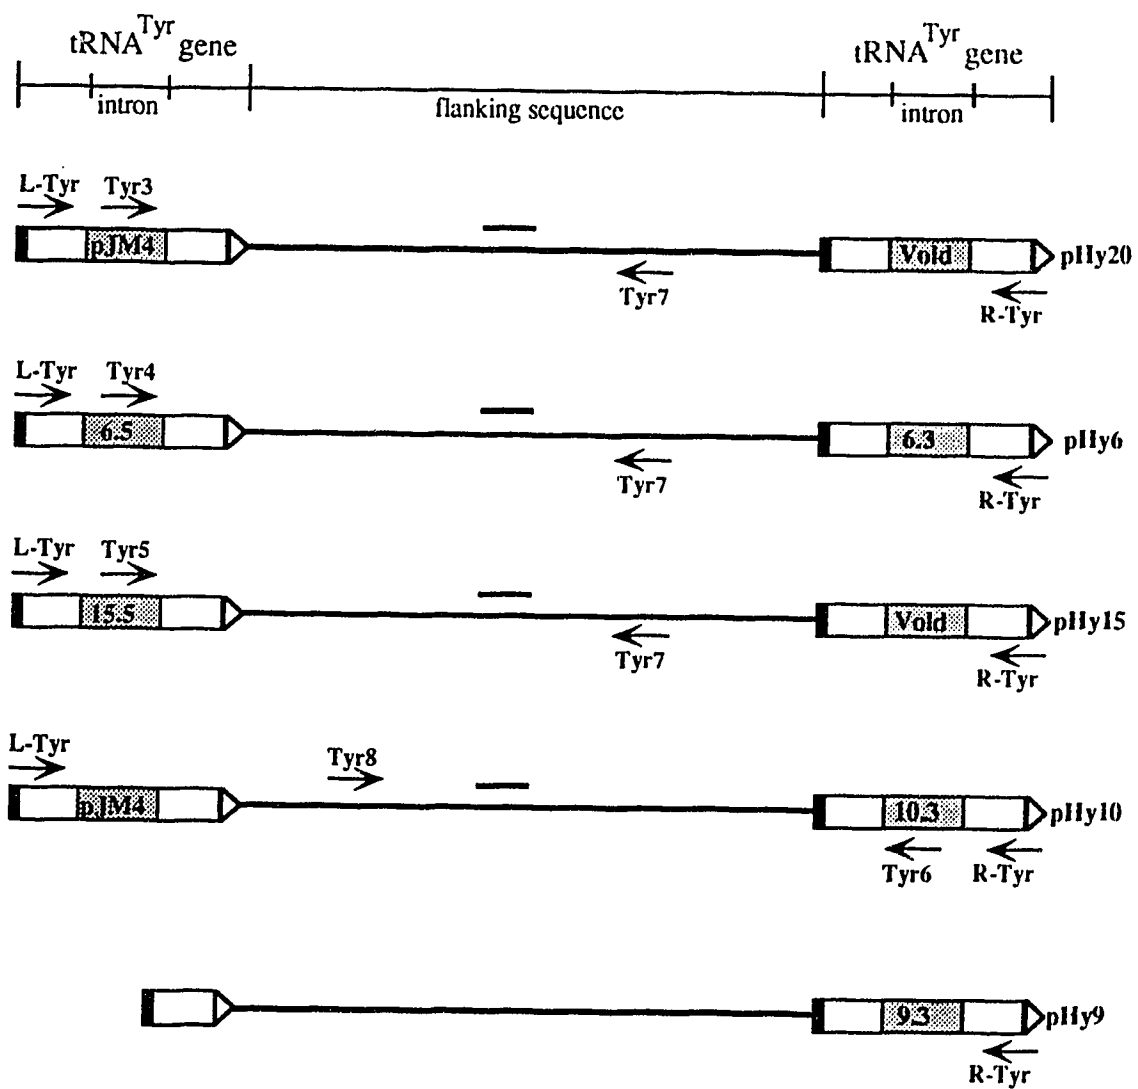 tRNA^Tyr gene tRNA^Tyr gene
intron flanking sequence intron
L-Tyr Tyr3
pJM4 Vold pHy20
Tyr7 R-Tyr
L-Tyr Tyr4
6.5 6.3 pHy6
Tyr7 R-Tyr
L-Tyr Tyr5
15.5 Vold pHy15
Tyr7 R-Tyr
L-Tyr Tyr8
pJM4 10.3 pHy10
Tyr6 R-Tyr
9.3 pHy9
R-Tyr